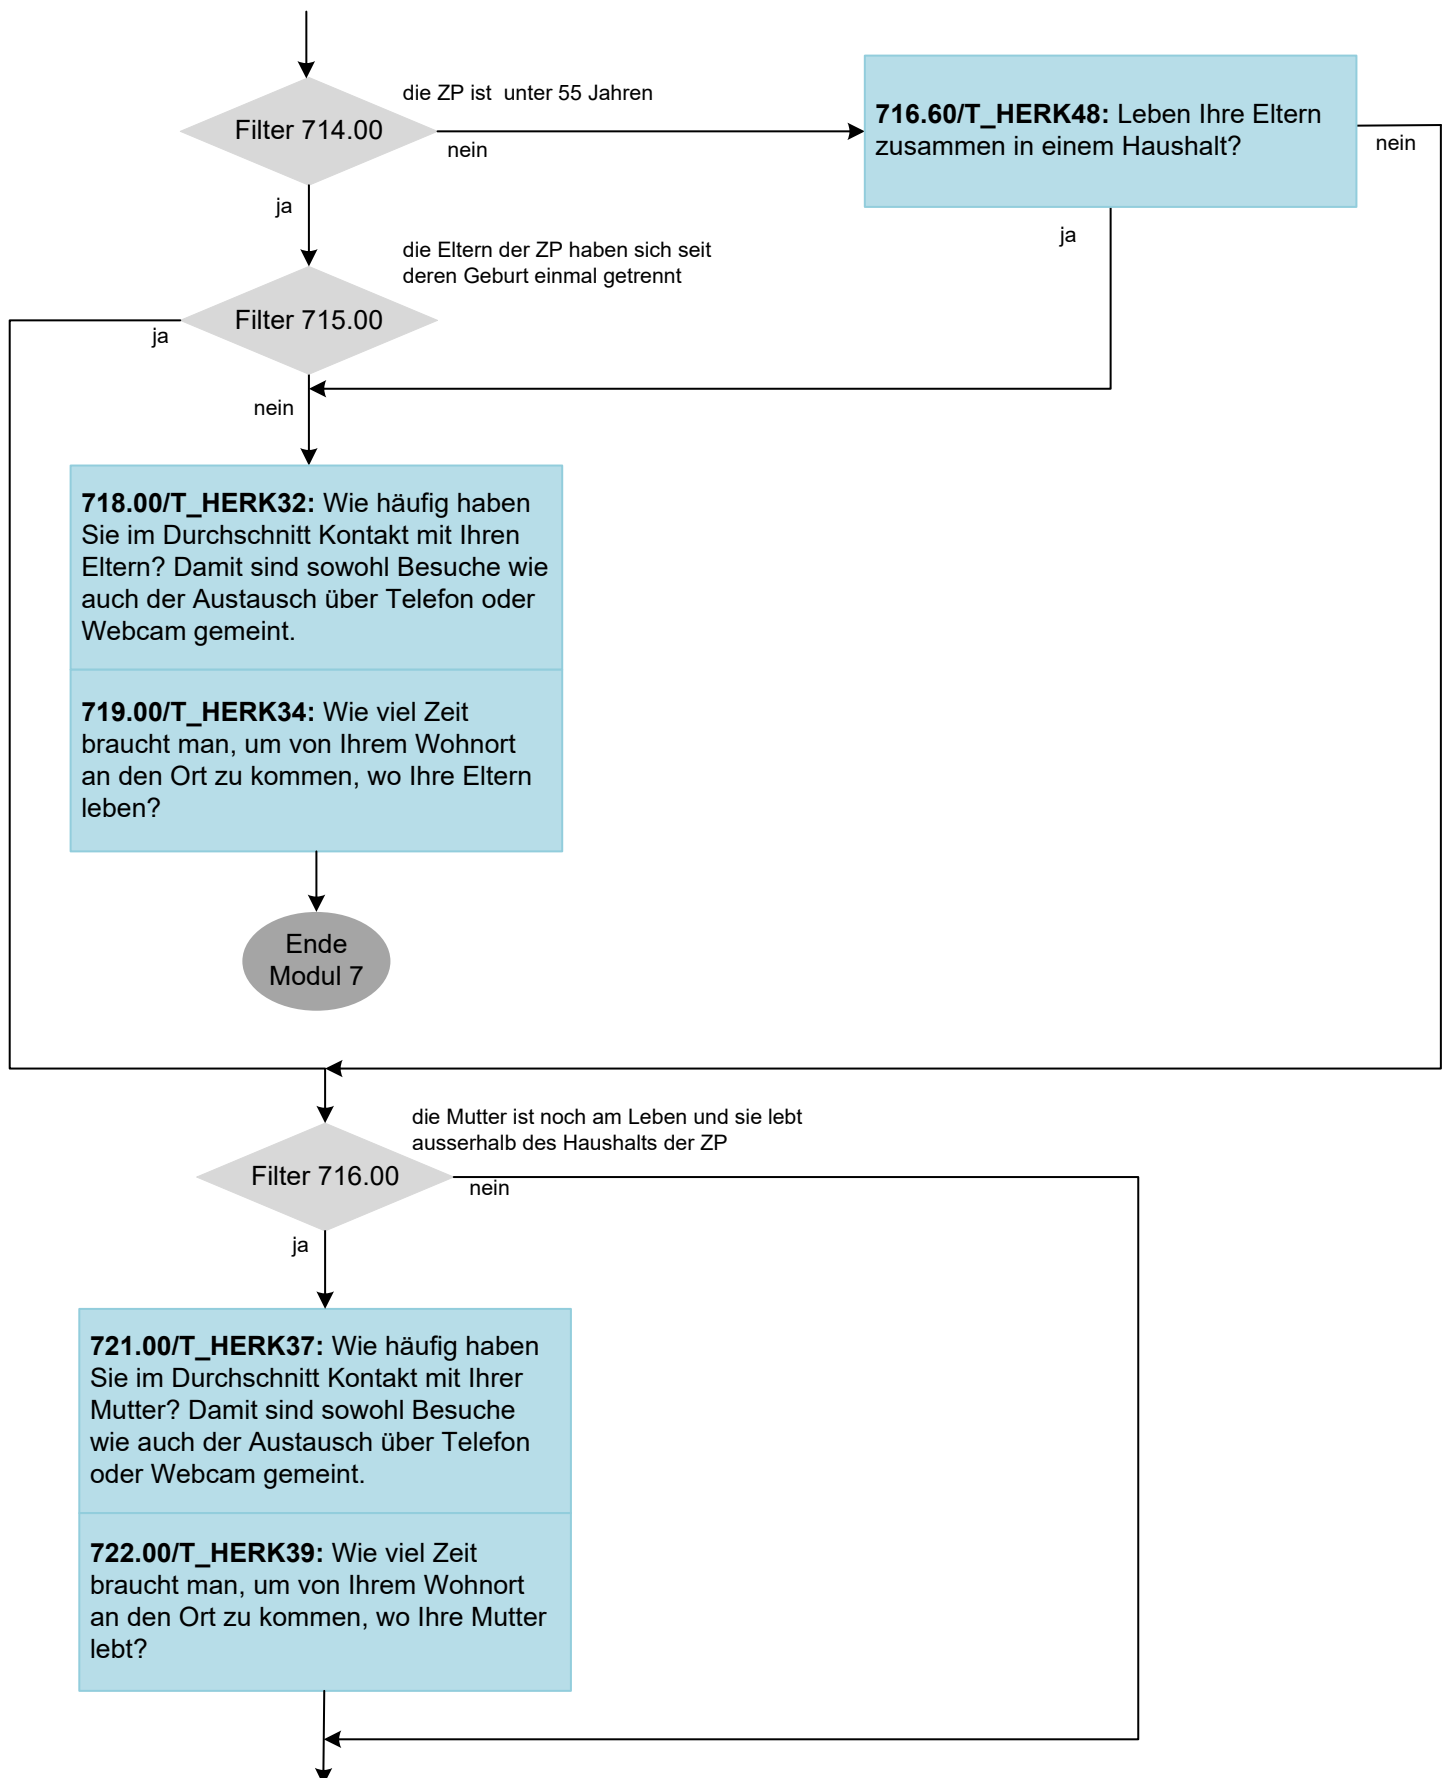 die ZP ist  unter 55 Jahren
Filter 714.00
nein
716.60/T_HERK48: Leben Ihre Eltern
zusammen in einem Haushalt?
nein
ja
ja
die Eltern der ZP haben sich seit
deren Geburt einmal getrennt
Filter 715.00
ja
nein
718.00/T_HERK32: Wie häufig haben
Sie im Durchschnitt Kontakt mit Ihren
Eltern? Damit sind sowohl Besuche wie
auch der Austausch über Telefon oder
Webcam gemeint.
719.00/T_HERK34: Wie viel Zeit
braucht man, um von Ihrem Wohnort
an den Ort zu kommen, wo Ihre Eltern
leben?
Ende
Modul 7
die Mutter ist noch am Leben und sie lebt
ausserhalb des Haushalts der ZP
Filter 716.00
nein
ja
721.00/T_HERK37: Wie häufig haben
Sie im Durchschnitt Kontakt mit Ihrer
Mutter? Damit sind sowohl Besuche
wie auch der Austausch über Telefon
oder Webcam gemeint.
722.00/T_HERK39: Wie viel Zeit
braucht man, um von Ihrem Wohnort
an den Ort zu kommen, wo Ihre Mutter
lebt?